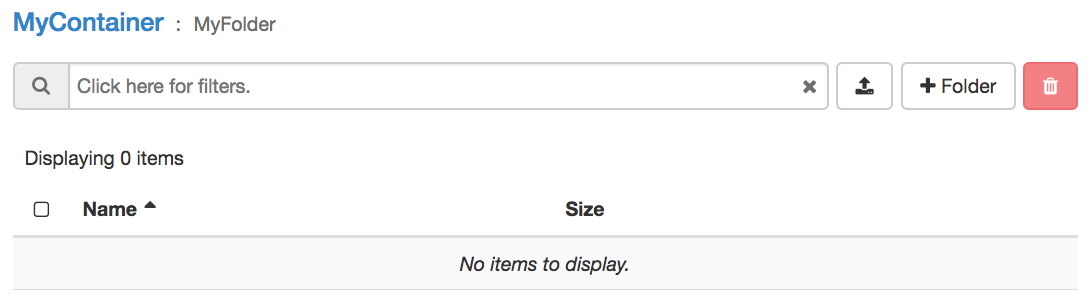 MyContainer : MyFolder
Click here for filters. Folder
Displaying 0 items
Name Size
No items to display.